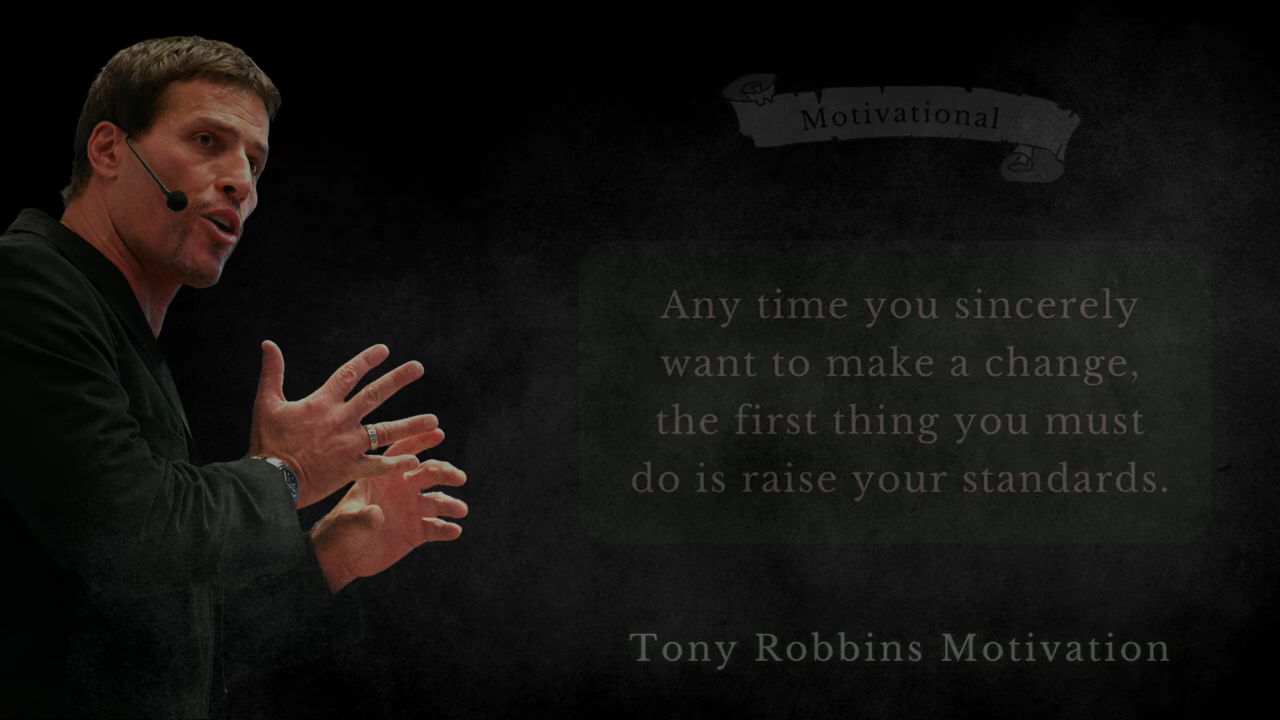 Motivational
Any time you sincerely
want to make a change,
the first thing you must
do is raise your standards.
Tony Robbins Motivation